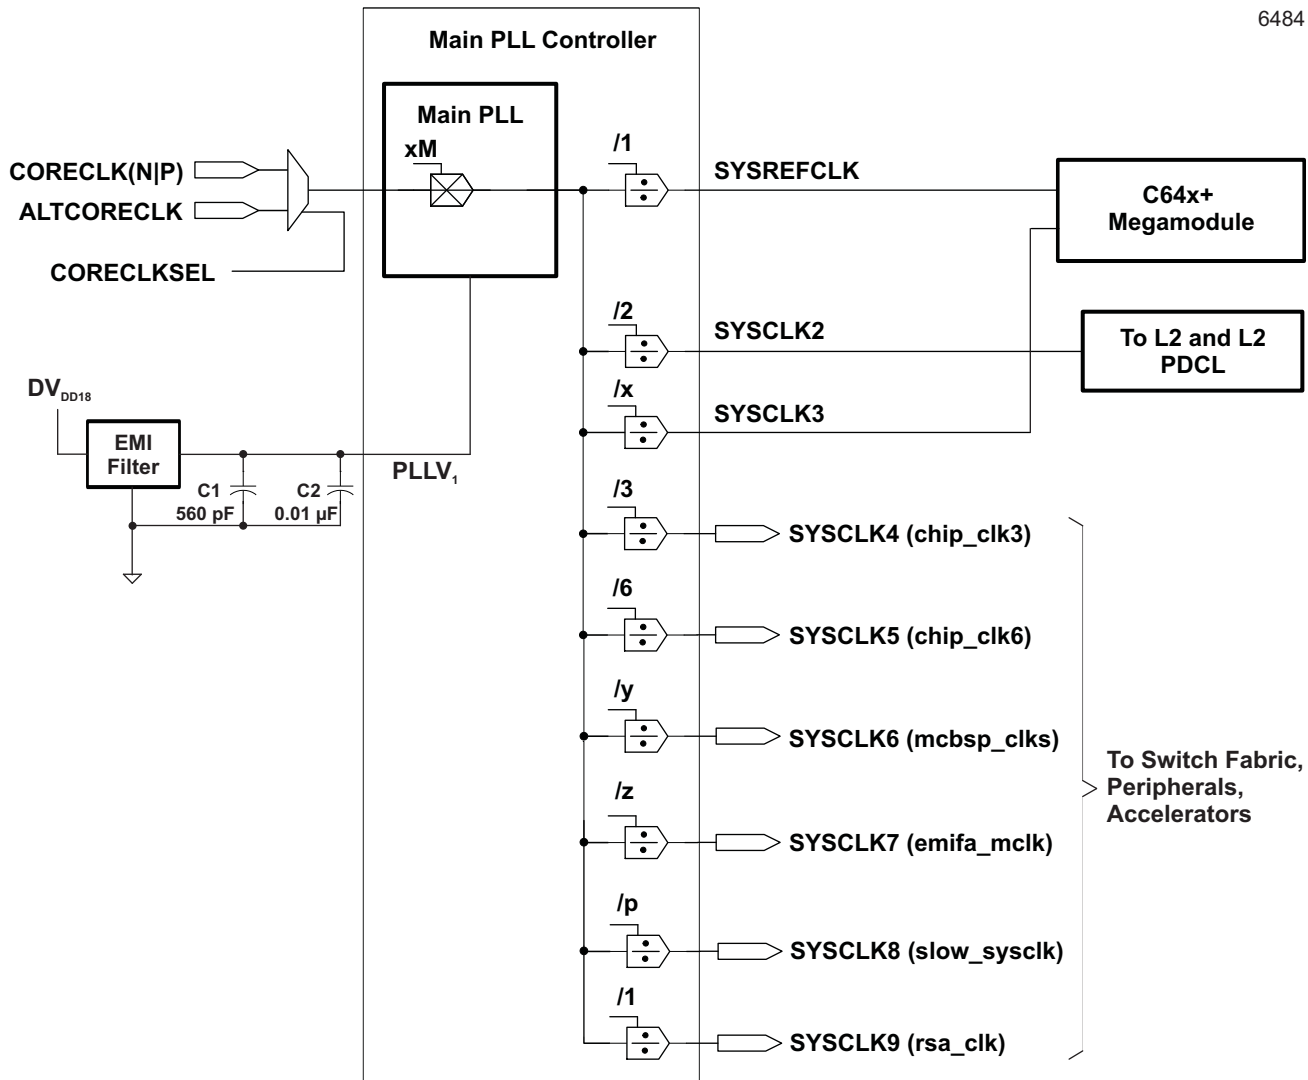 6484
Main PLL Controller
Main PLL
xM
CORECLK(N|P)
ALTCORECLK
CORECLKSEL
/1
SYSREFCLK
C64x+
Megamodule
/2
SYSCLK2
To L2 and L2
PDCL
/x
SYSCLK3
DVDD18
EMI
Filter
C1
560 pF
C2
0.01 µF
PLLV1
/3
SYSCLK4 (chip_clk3)
/6
SYSCLK5 (chip_clk6)
/y
SYSCLK6 (mcbsp_clks)
To Switch Fabric,
Peripherals,
Accelerators
/z
SYSCLK7 (emifa_mclk)
/p
SYSCLK8 (slow_sysclk)
/1
SYSCLK9 (rsa_clk)